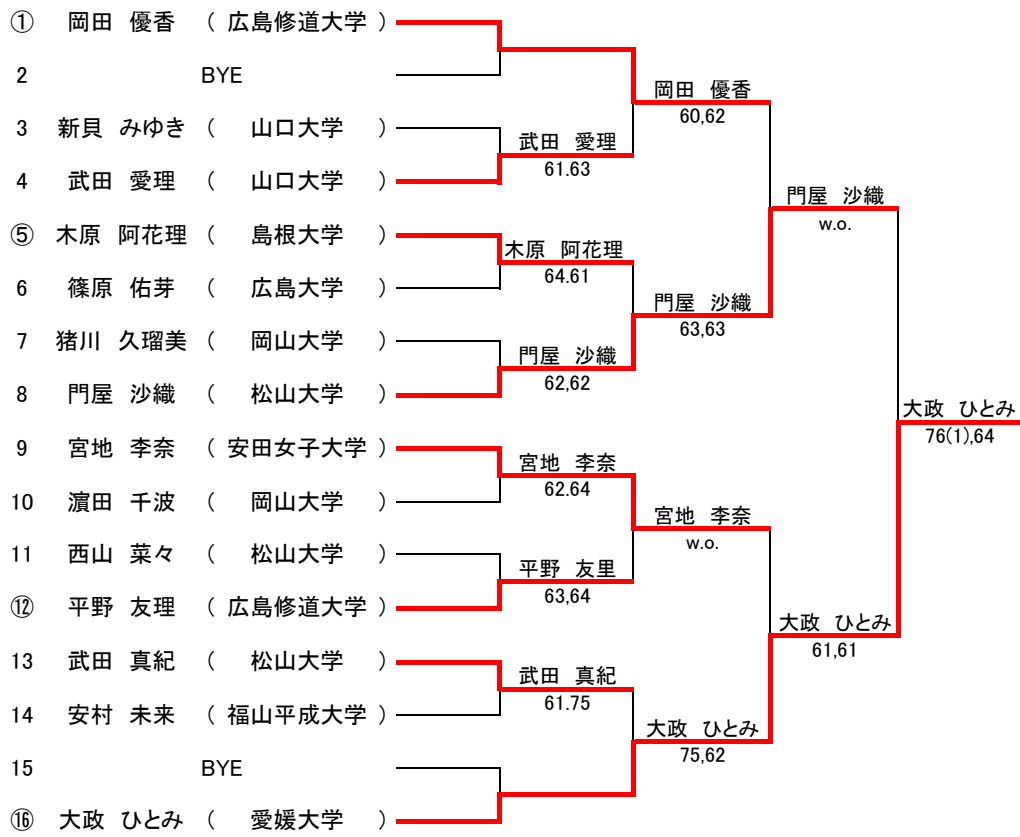 ① 岡田 優香 ( 広島修道大学 )
2 BYE
3 新貝 みゆき ( 山口大学 )
4 武田 愛理 ( 山口大学 )
⑤ 木原 阿花理 ( 島根大学 )
6 篠原 佑芽 ( 広島大学 )
7 猪川 久瑠美 ( 岡山大学 )
8 門屋 沙織 ( 松山大学 )
9 宮地 李奈 ( 安田女子大学 )
10 濵田 千波 ( 岡山大学 )
11 西山 菜々 ( 松山大学 )
⑫ 平野 友理 ( 広島修道大学 )
13 武田 真紀 ( 松山大学 )
14 安村 未来 ( 福山平成大学 )
15 BYE
⑯ 大政 ひとみ ( 愛媛大学 )
武田 愛理
61.63
木原 阿花理
64.61
門屋 沙織
62,62
宮地 李奈
62.64
平野 友里
63,64
武田 真紀
61.75
岡田 優香
60,62
門屋 沙織
63,63
宮地 李奈
w.o.
大政 ひとみ
75,62
門屋 沙織
w.o.
大政 ひとみ
61,61
大政 ひとみ
76(1),64